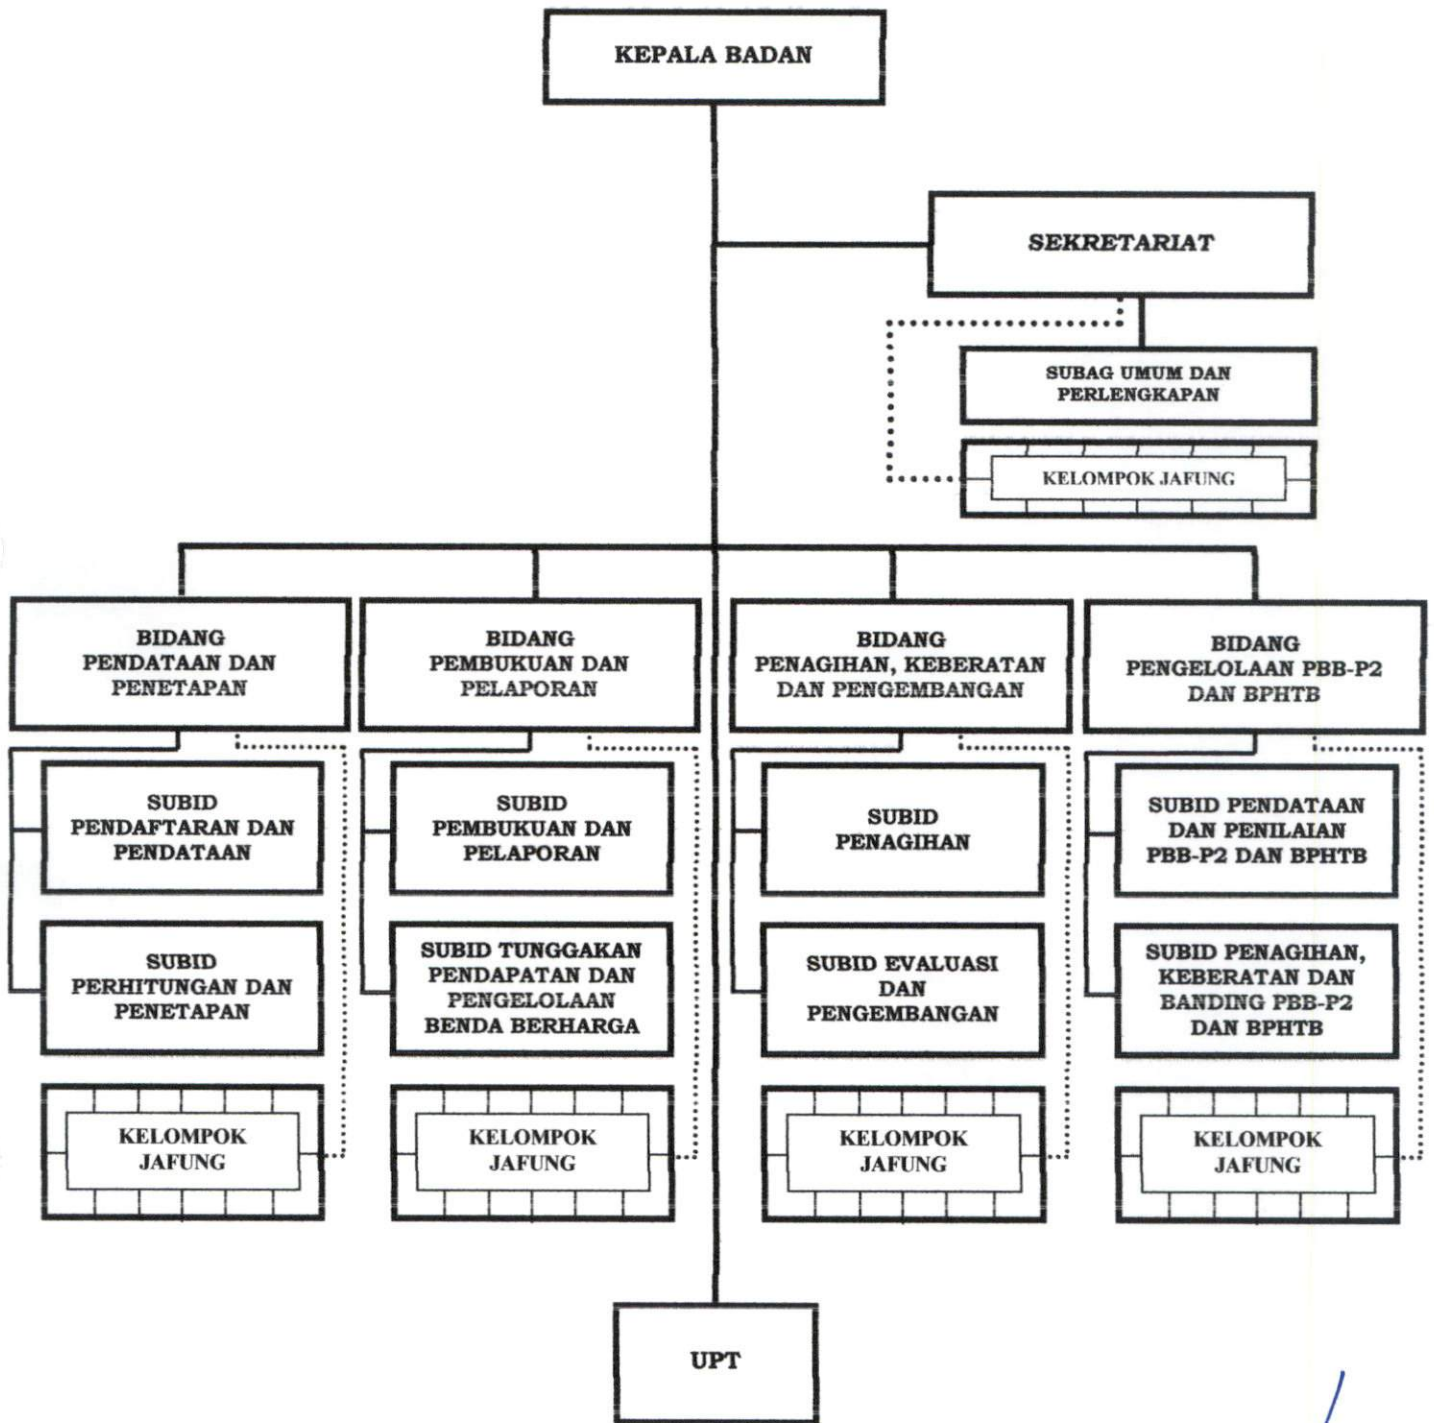 KEPALA BADAN
SEKRETARIAT
SUBAG UMUM DAN
PERLENGKAPAN
KELOMPOK JAFUNG
BIDANG
PENDATAAN DAN
PENETAPAN
BIDANG
PEMBUKUAN DAN
PELAPORAN
BIDANG
PENAGIHAN, KEBERATAN
DAN PENGEMBANGAN
BIDANG
PENGELOLAAN PBB-P2
DAN BPHTB
SUBID
PENDAFTARAN DAN
PENDATAAN
SUBID
PEMBUKUAN DAN
PELAPORAN
SUBID
PENAGIHAN
SUBID PENDATAAN
DAN PENILAIAN
PBB-P2 DAN BPHTB
SUBID
PERHITUNGAN DAN
PENETAPAN
SUBID TUNGGAKAN
PENDAPATAN DAN
PENGELOLAAN
BENDA BERHARGA
SUBID EVALUASI
DAN
PENGEMBANGAN
SUBID PENAGIHAN,
KEBERATAN DAN
BANDING PBB-P2
DAN BPHTB
KELOMPOK
JAFUNG
KELOMPOK
JAFUNG
KELOMPOK
JAFUNG
KELOMPOK
JAFUNG
UPT